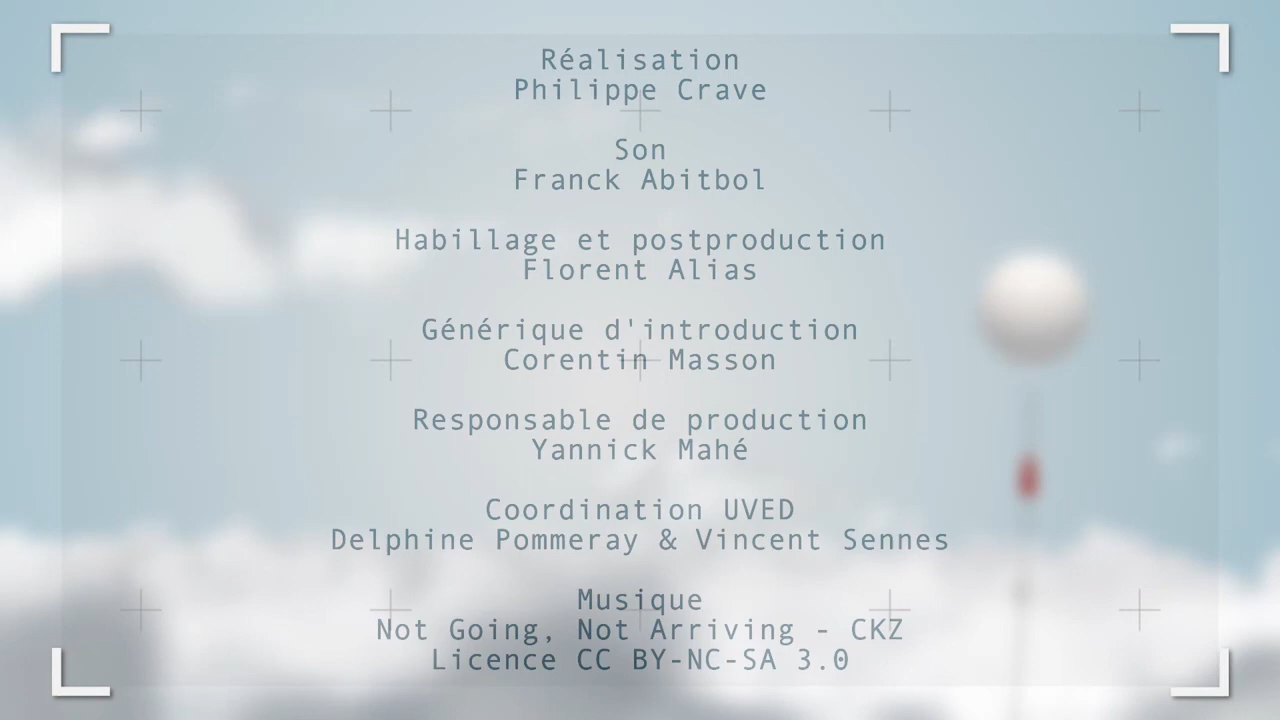 Réalisation
Philippe Crave
Son
Franck Abitbol
Habillage et postproduction
Florent Alias
Générique d'introduction
Corentin Masson
Responsable de production
Yannick Mahé
Coordination UVED
Delphine Pommeray & Vincent Sennes
Musique
Not Going, Not Arriving - CKZ
Licence CC BY-NC-SA 3.0